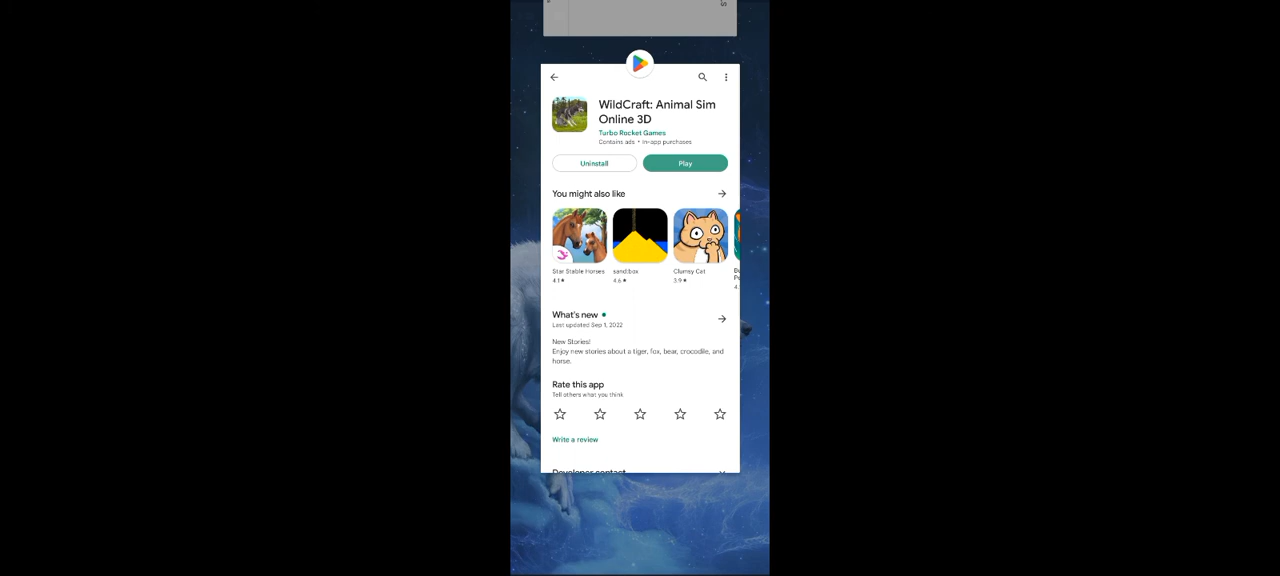 WildCraft: Animal Sim
Online 3D
Turbo Rocket Games
Contains ads • In-app purchases
Uninstall
Play
You might also like
Star Stable Horses
sand:box
Clumsy Cat
4.1★
4.6★
3.9★
What's new
Last updated Sep 1, 2022
New Stories!
Enjoy new stories about a tiger, fox, bear, crocodile, and
horse.
Rate this app
Tell others what you think
Write a review
Developer contact